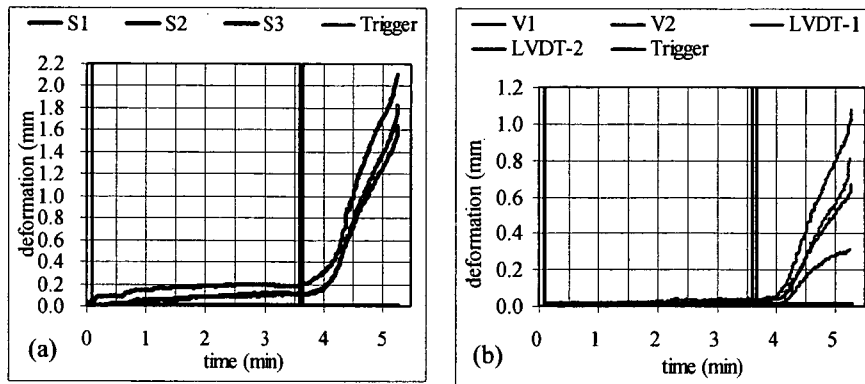 S1 S2 S3 Trigger
2.2
2.0
1.8
1.6
1.4
1.2
1.0
0.8
0.6
0.4
0.2
0.0
deformation (mm
0 1 2 3 4 5
time (min)
(a)
V1 V2 LVDT-1
LVDT-2 Trigger
1.2
1.0
0.8
0.6
0.4
0.2
0.0
deformation (mm
0 1 2 3 4 5
time (min)
(b)